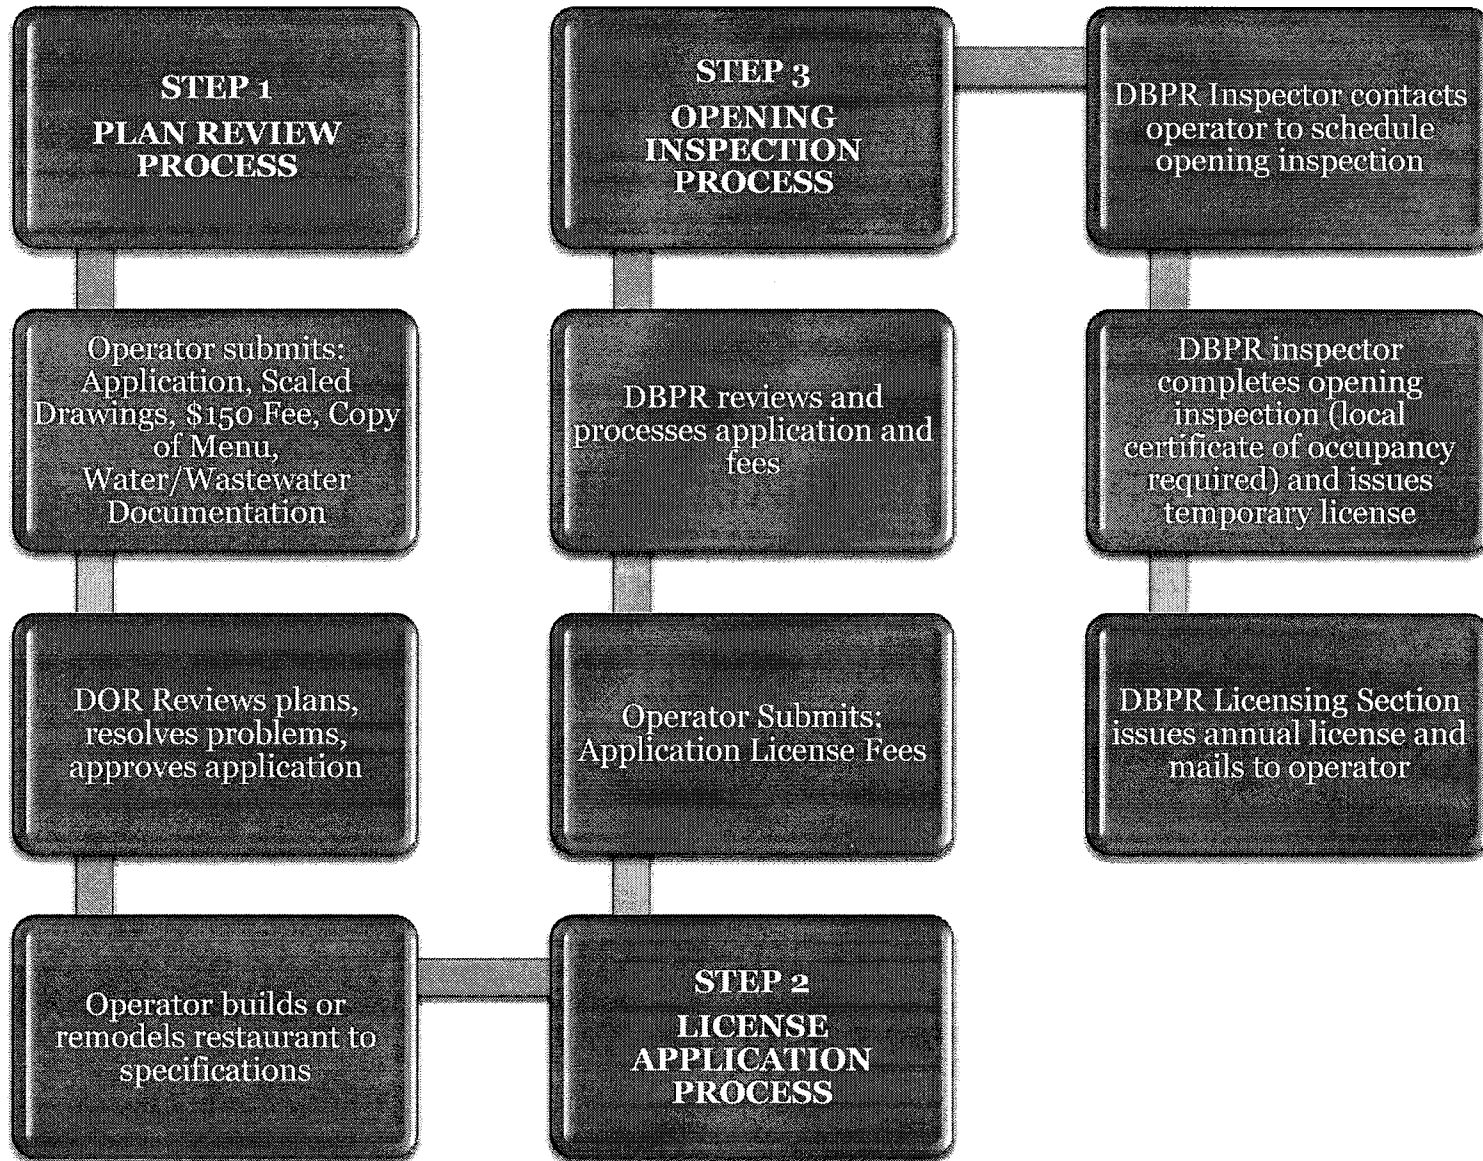 STEP 1
PLAN REVIEW
PROCESS
Operator submits:
Application, Scaled
Drawings, $150 Fee, Copy
of Menu,
Water/Wastewater
Documentation
DOR Reviews plans,
resolves problems,
approves application
Operator builds or
remodels restaurant to
specifications
STEP 2
LICENSE
APPLICATION
PROCESS
Operator Submits:
Application License Fees
DBPR reviews and
processes application and
fees
STEP 3
OPENING
INSPECTION
PROCESS
DBPR Inspector contacts
operator to schedule
opening inspection
DBPR inspector
completes opening
inspection (local
certificate of occupancy
required) and issues
temporary license
DBPR Licensing Section
issues annual license and
mails to operator